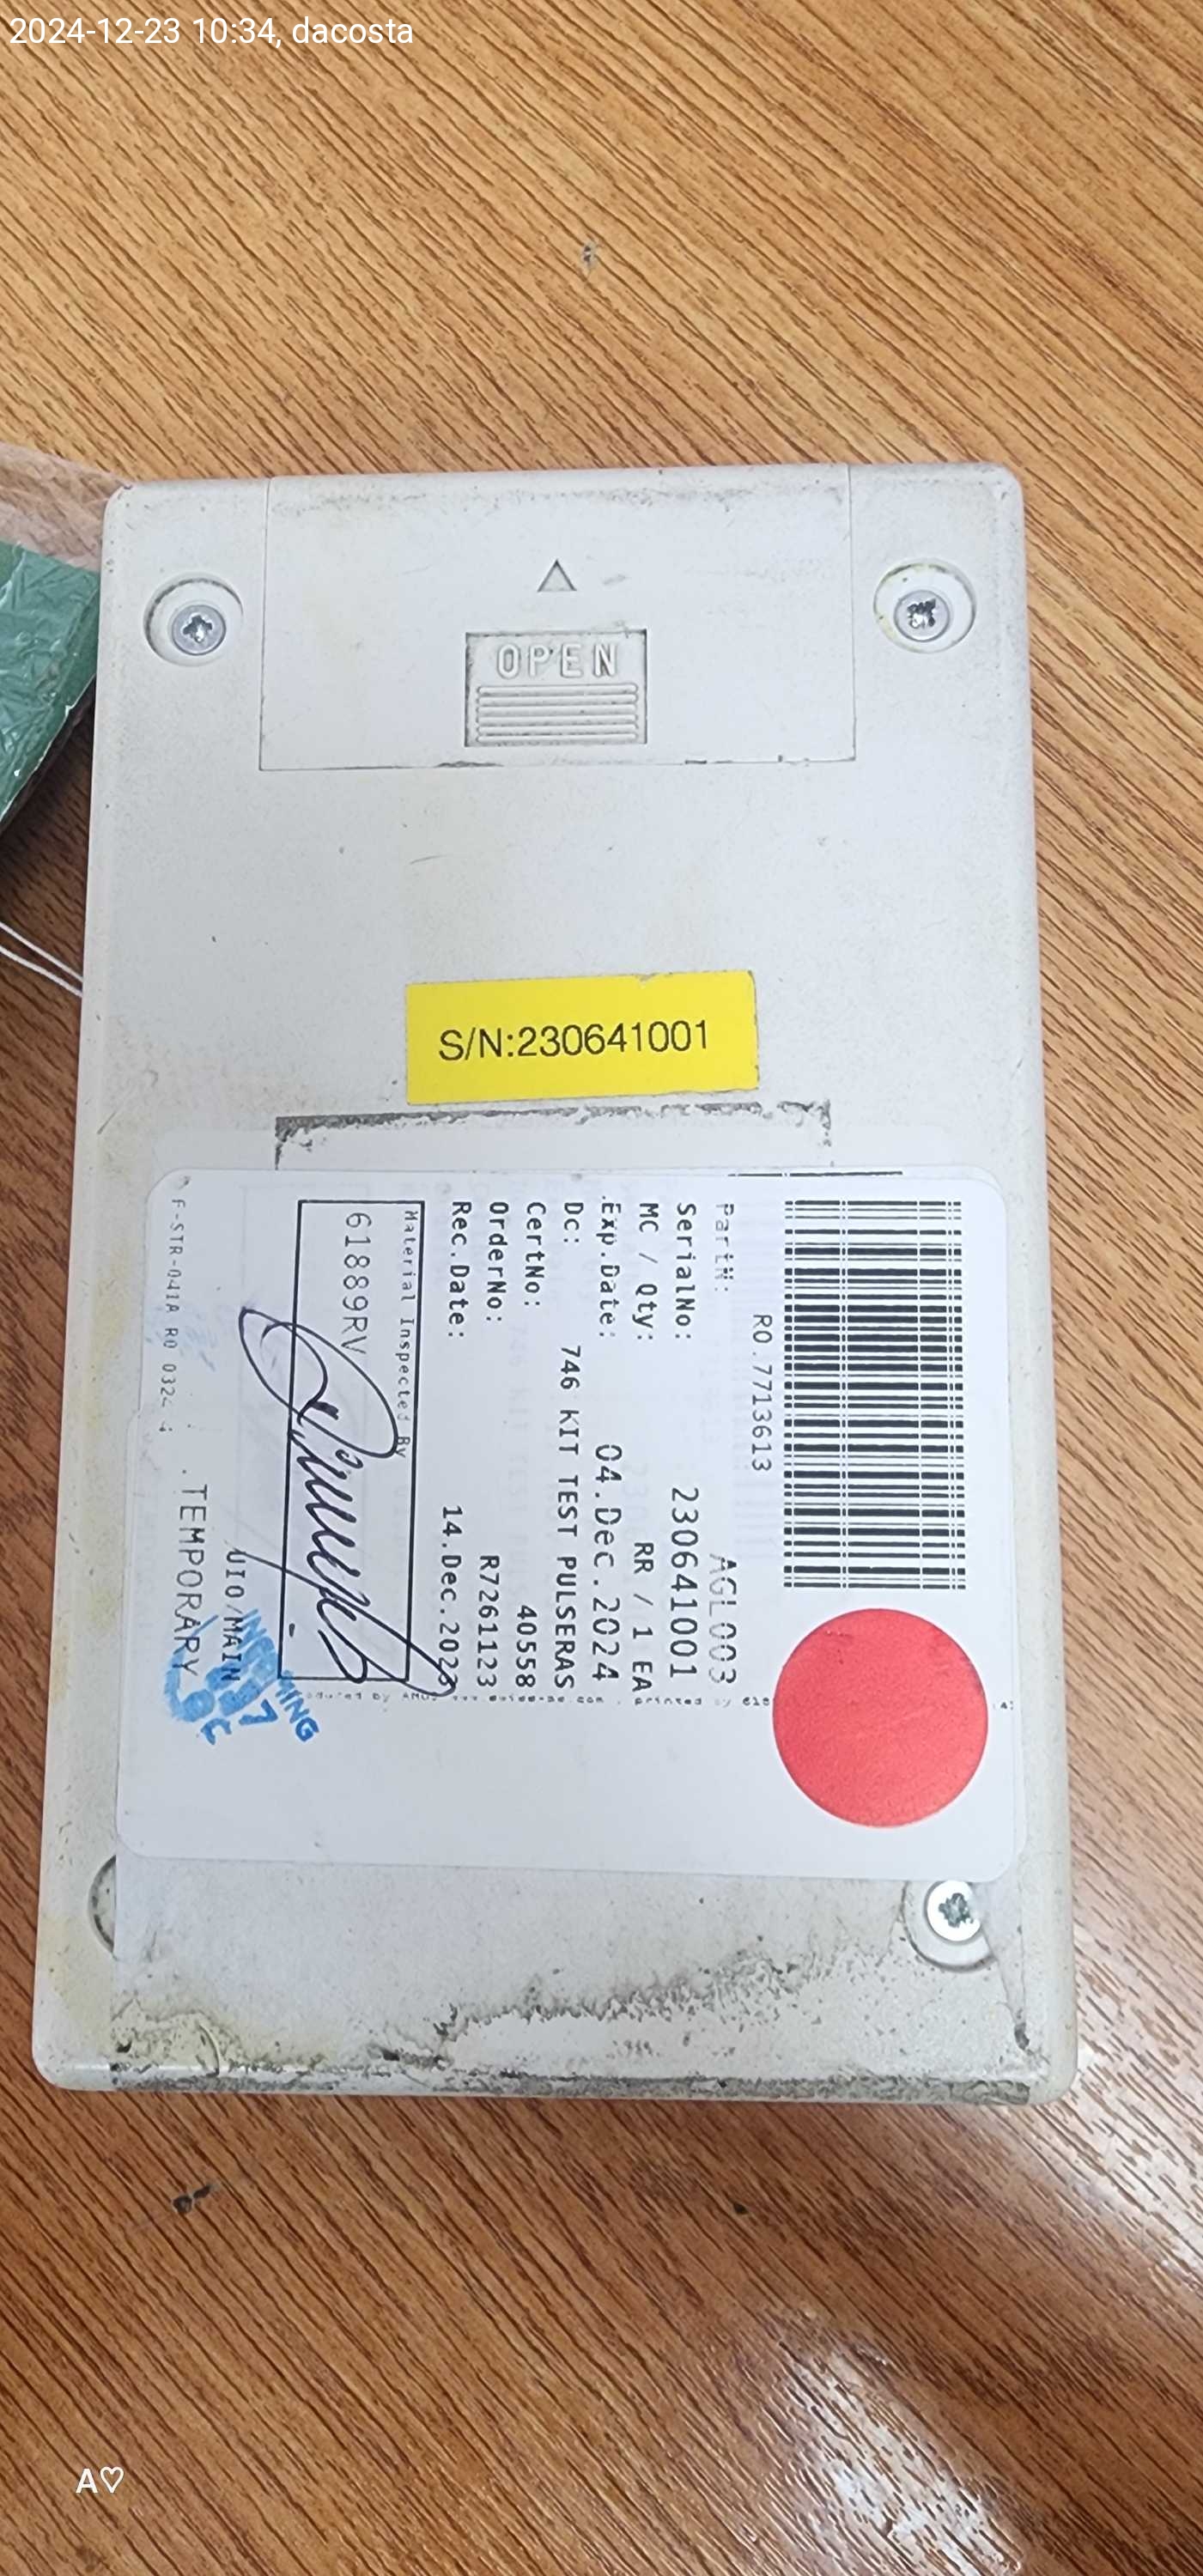 2024-12-23 10:34, dacosta
OPEN
S/N:230641001
RO.7713613
PartN: AGL003
SerialNo: 230641001
MC / Qty: RR / 1 EA
.Exp.Date: 04.Dec.2024
Dc: 746 KIT TEST PULSERAS
CertNo: 40558
OrderNo: R7261123
Rec.Date: 14.Dec.2023
Material Inspected By
61889RV
UIO/MAIN
. TEMPORARY
F-STR-041A R0
A♡